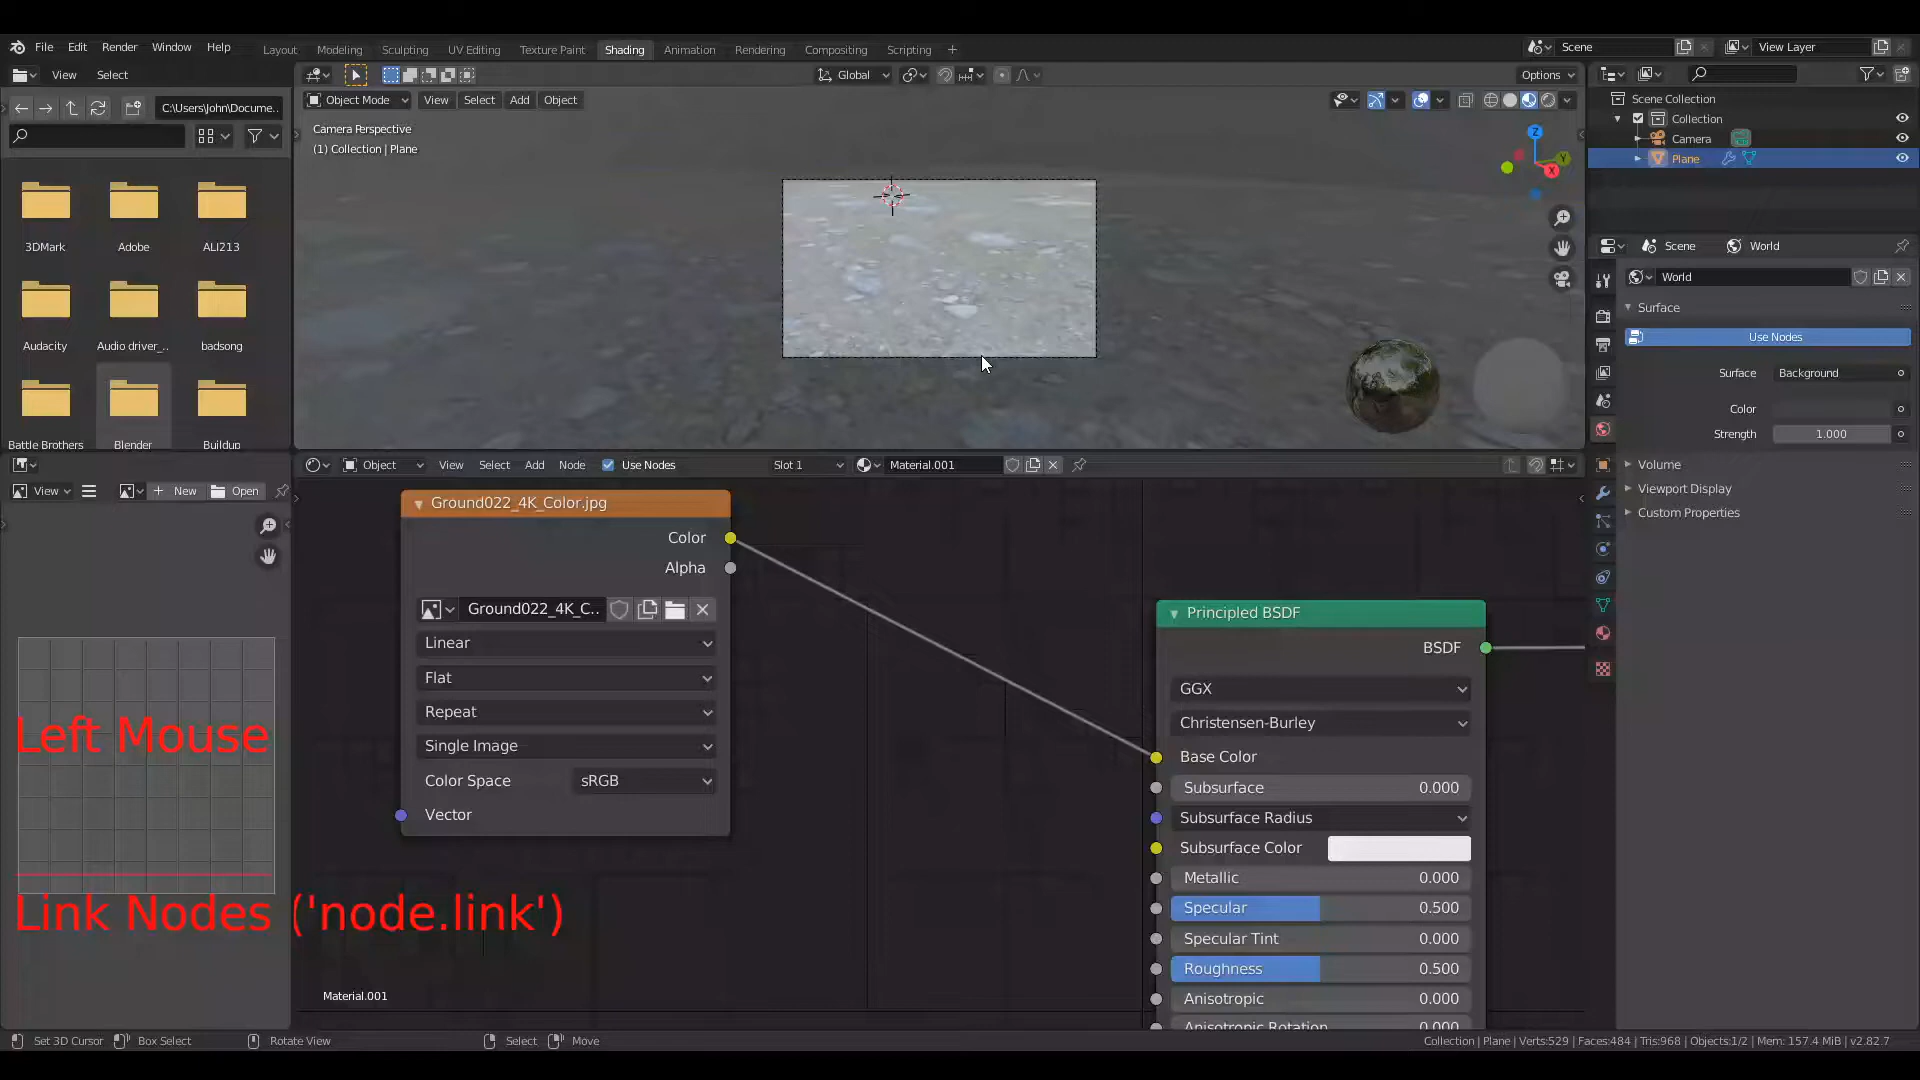 File Edit Render Window Help Layout Modeling Sculpting UV Editing Texture Paint Shading Animation Rendering Compositing Scripting + Scene View Layer
View Select Global Options
C:\Users\John\Docume.. Object Mode View Select Add Object
Scene Collection
Collection
Camera
Plane
Camera Perspective
(1) Collection | Plane
Z
Y
X
3DMark Adobe ALI213
Audacity Audio driver_.. badsong
Battle Brothers Blender Buildup
Scene World
World
Surface
Use Nodes
Surface Background
Color
Strength 1.000
Volume
Viewport Display
Custom Properties
Object View Select Add Node Use Nodes Slot 1 Material.001
View + New Open
Ground022_4K_Color.jpg
Color
Alpha
Ground022_4K_C..
Linear
Flat
Repeat
Single Image
Color Space sRGB
Vector
Principled BSDF
BSDF
GGX
Christensen-Burley
Base Color
Subsurface 0.000
Subsurface Radius
Subsurface Color
Metallic 0.000
Specular 0.500
Specular Tint 0.000
Roughness 0.500
Anisotropic 0.000
Anisotropic Rotation 0.000
Left Mouse
Link Nodes ('node.link')
Material.001
Set 3D Cursor Box Select Rotate View Select Move Collection | Plane | Verts:529 | Faces:484 | Tris:968 | Objects:1/2 | Mem: 157.4 MiB | v2.82.7